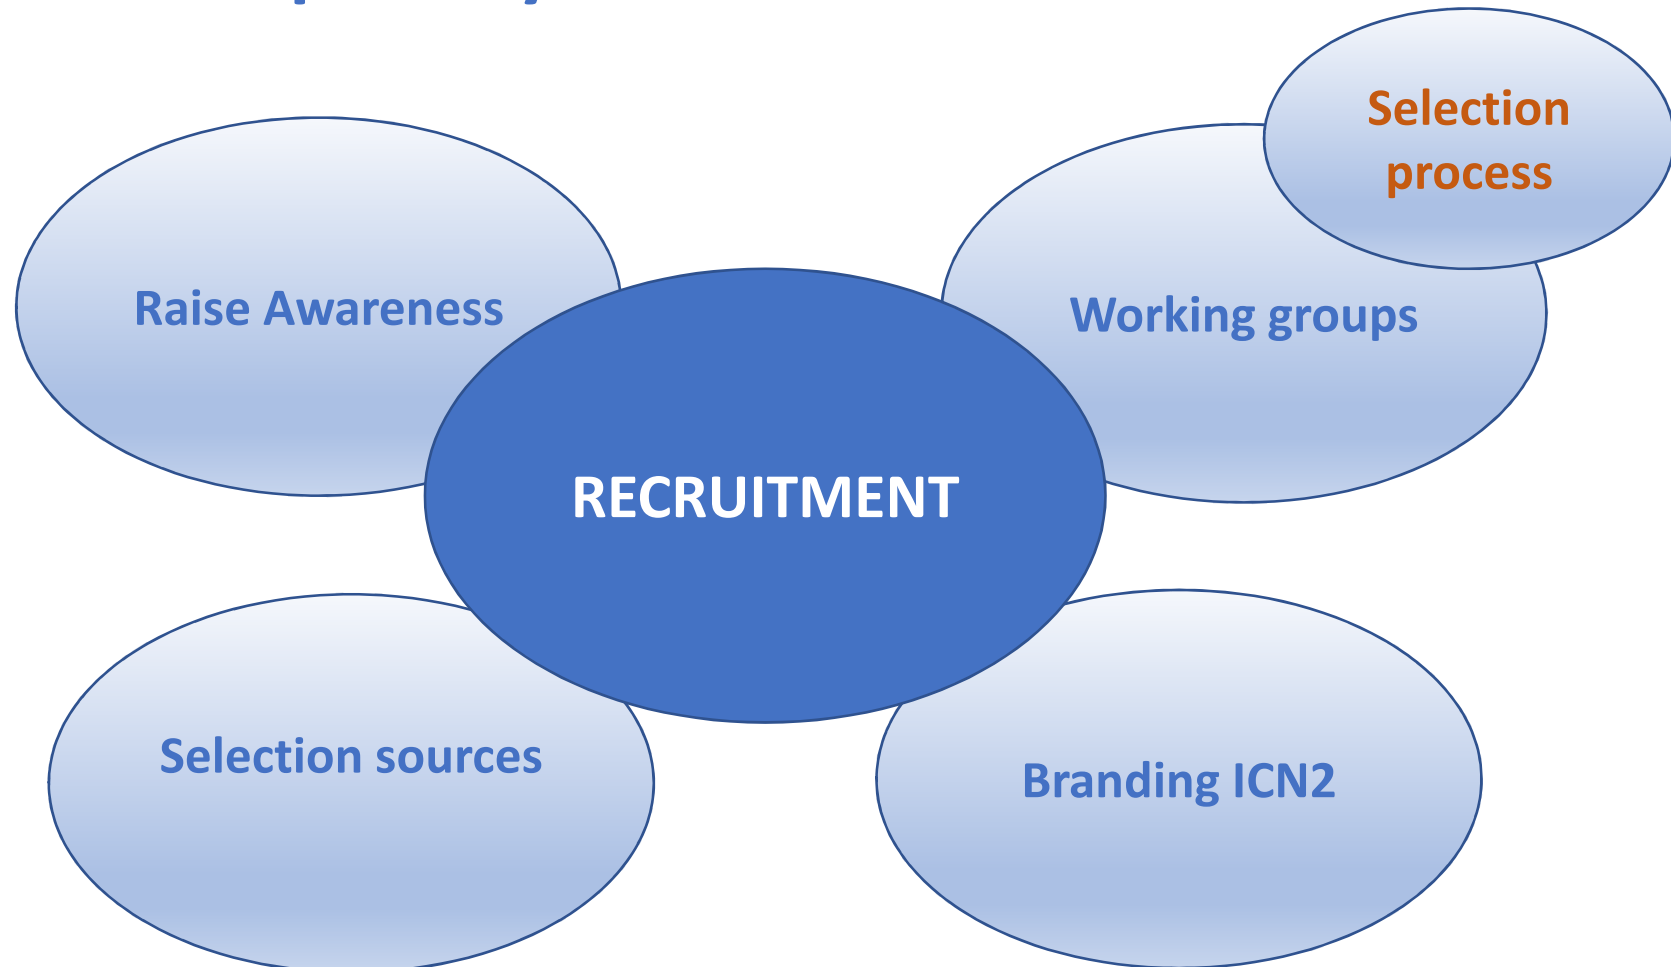 Selection
process
Raise Awareness
Working groups
RECRUITMENT
Selection sources
Branding ICN2